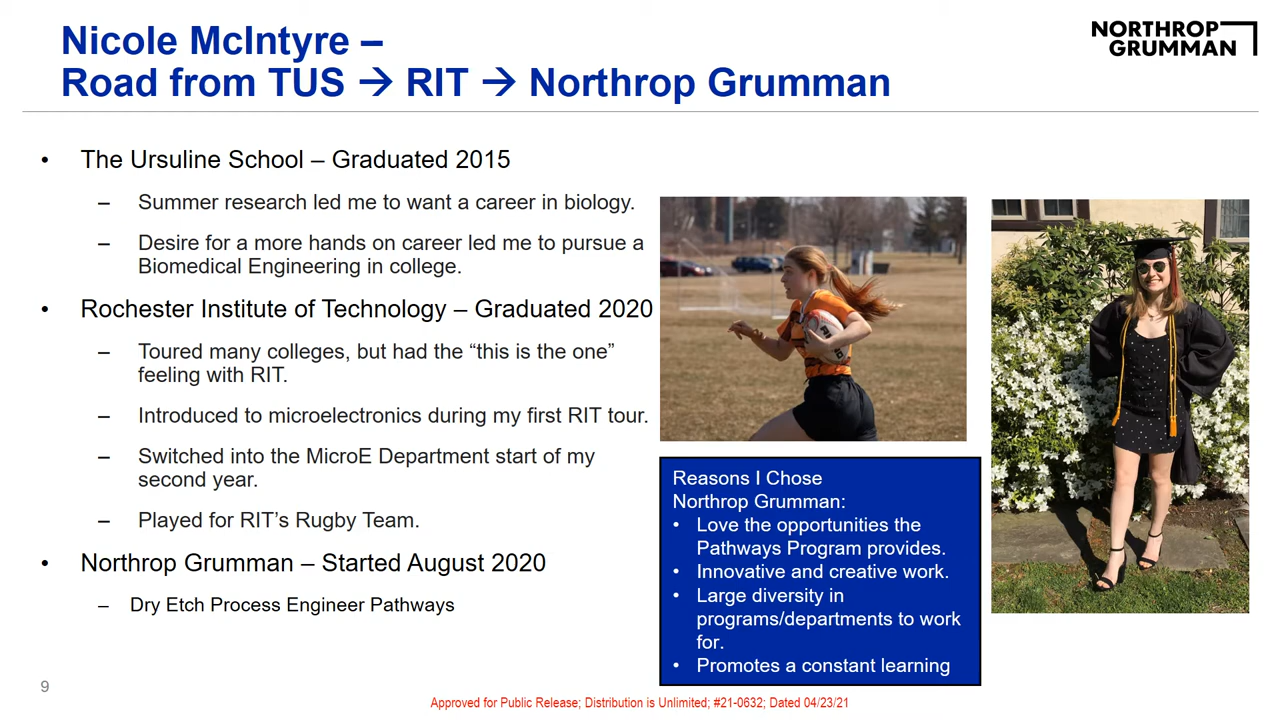 Nicole McIntyre –
Road from TUS → RIT → Northrop Grumman
NORTHROP
GRUMMAN
• The Ursuline School – Graduated 2015
– Summer research led me to want a career in biology.
– Desire for a more hands on career led me to pursue a
Biomedical Engineering in college.
• Rochester Institute of Technology – Graduated 2020
– Toured many colleges, but had the “this is the one”
feeling with RIT.
– Introduced to microelectronics during my first RIT tour.
– Switched into the MicroE Department start of my
second year.
– Played for RIT’s Rugby Team.
• Northrop Grumman – Started August 2020
– Dry Etch Process Engineer Pathways
Reasons I Chose
Northrop Grumman:
• Love the opportunities the
Pathways Program provides.
• Innovative and creative work.
• Large diversity in
programs/departments to work
for.
• Promotes a constant learning
9
Approved for Public Release; Distribution is Unlimited; #21-0632; Dated 04/23/21